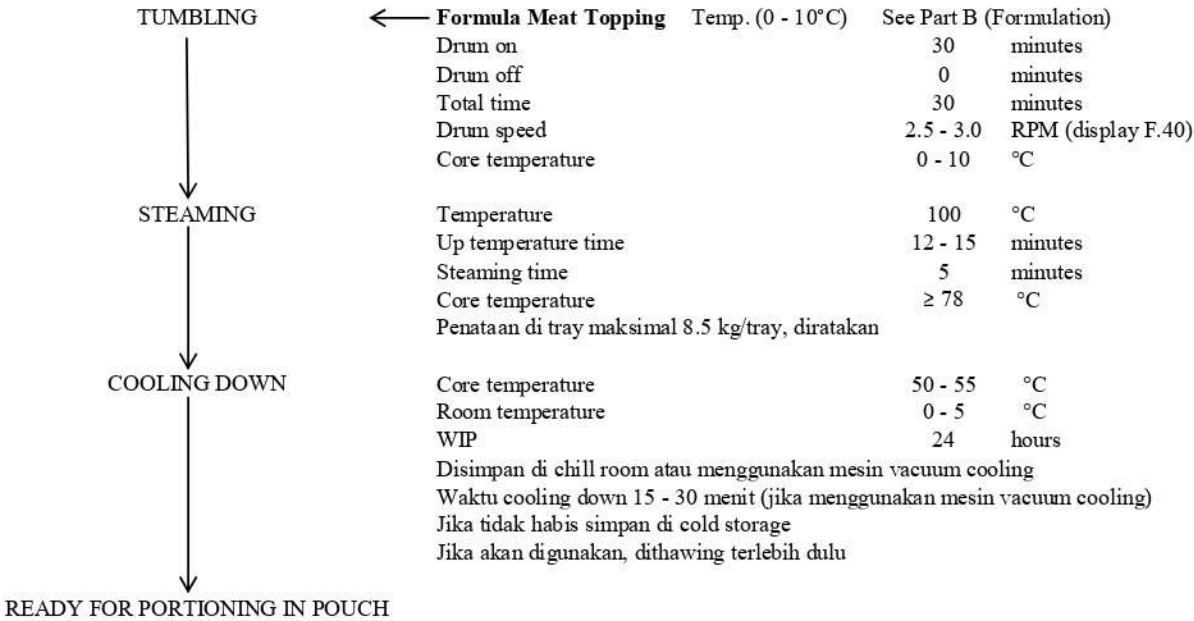 TUMBLING Formula Meat Topping Temp. (0 - 10°C) See Part B (Formulation)
Drum on 30 minutes
Drum off 0 minutes
Total time 30 minutes
Drum speed 2.5 - 3.0 RPM (display F.40)
Core temperature 0 - 10 °C
STEAMING Temperature 100 °C
Up temperature time 12 - 15 minutes
Steaming time 5 minutes
Core temperature ≥ 78 °C
Penataan di tray maksimal 8.5 kg/tray, diratakan
COOLING DOWN Core temperature 50 - 55 °C
Room temperature 0 - 5 °C
WIP 24 hours
Disimpan di chill room atau menggunakan mesin vacuum cooling
Waktu cooling down 15 - 30 menit (jika menggunakan mesin vacuum cooling)
Jika tidak habis simpan di cold storage
Jika akan digunakan, dithawing terlebih dulu
READY FOR PORTIONING IN POUCH